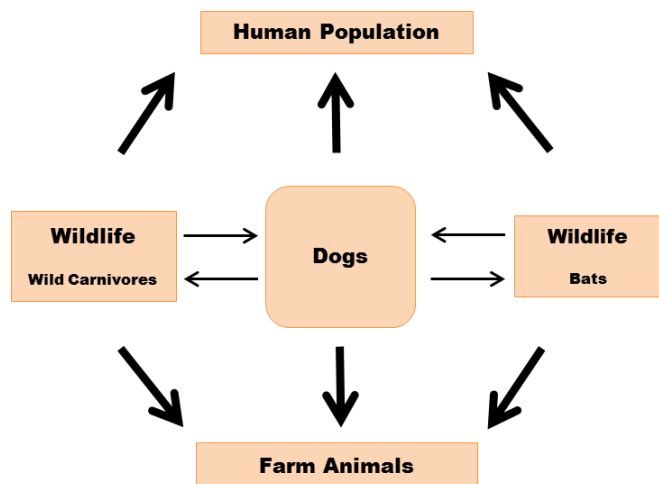 Human Population
Wildlife
Wild Carnivores
Dogs
Wildlife
Bats
Farm Animals